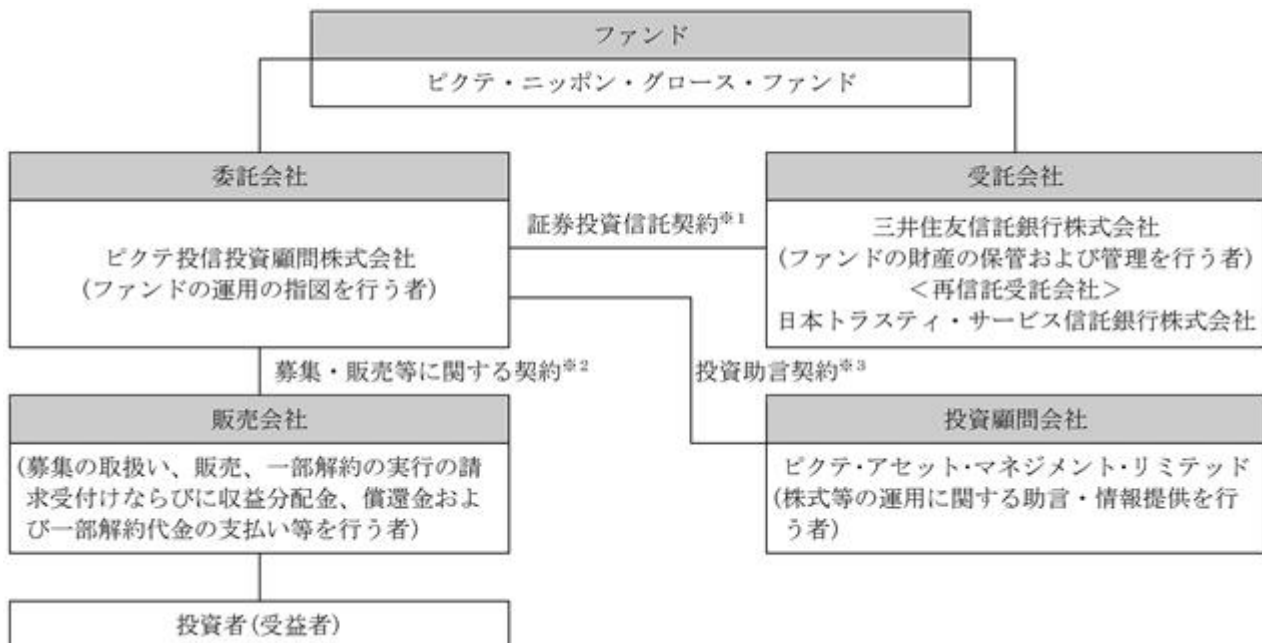 ファンド
ピクテ・ニッポン・グロース・ファンド
委託会社
ピクテ投信投資顧問株式会社
(ファンドの運用の指図を行う者)
証券投資信託契約※1
受託会社
三井住友信託銀行株式会社
(ファンドの財産の保管および管理を行う者)
＜再信託受託会社＞
日本トラスティ・サービス信託銀行株式会社
募集・販売等に関する契約※2
投資助言契約※3
販売会社
(募集の取扱い、販売、一部解約の実行の請
求受付けならびに収益分配金、償還金およ
び一部解約代金の支払い等を行う者)
投資顧問会社
ピクテ・アセット・マネジメント・リミテッド
(株式等の運用に関する助言・情報提供を行
う者)
投資者(受益者)